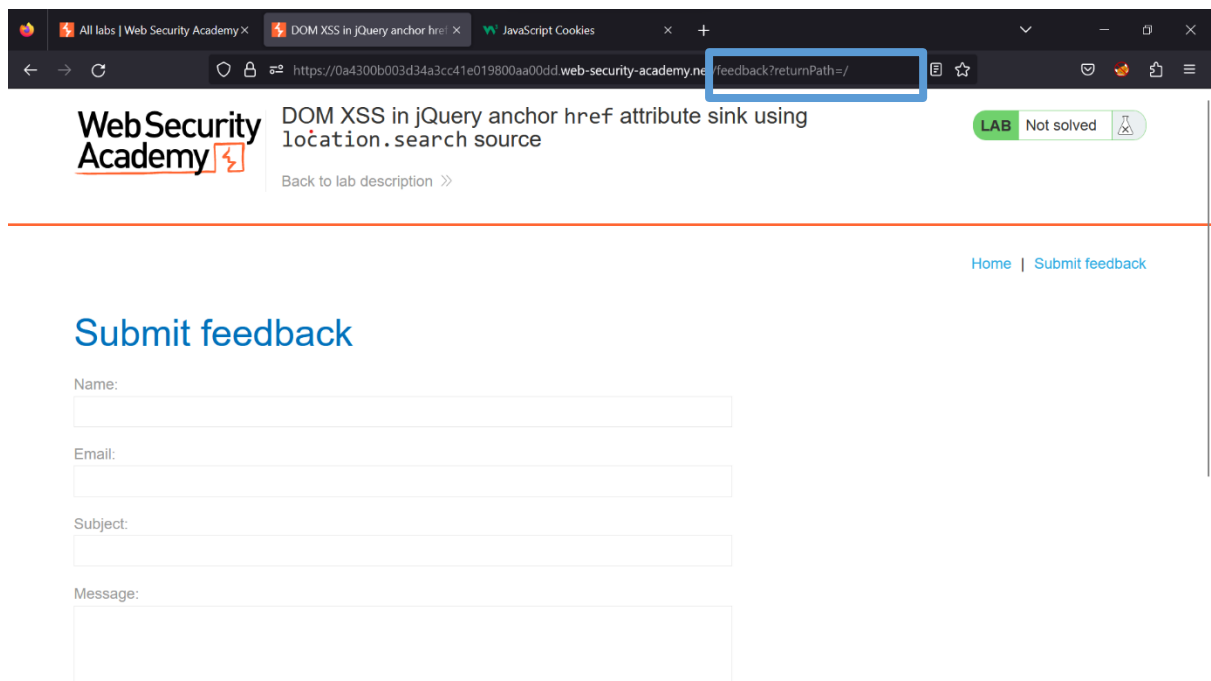 All labs | Web Security Academy × DOM XSS in jQuery anchor href × JavaScript Cookies × +
https://0a4300b003d34a3cc41e019800aa00dd.web-security-academy.ne /feedback?returnPath=/
Web Security Academy
DOM XSS in jQuery anchor href attribute sink using
location.search source
LAB Not solved
Back to lab description
Home | Submit feedback
Submit feedback
Name:
Email:
Subject:
Message: